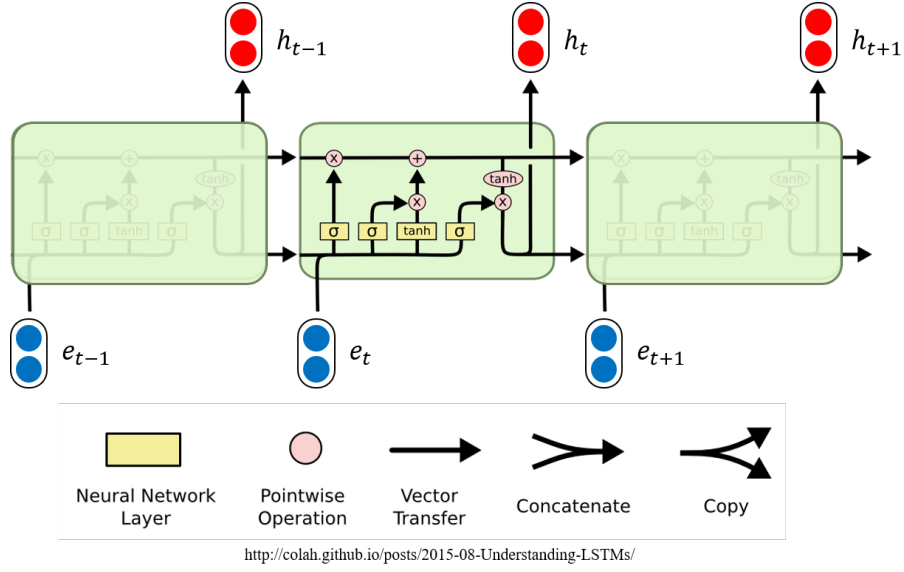 h_{t−1}
h_t
h_{t+1}
x + tanh x σ σ tanh σ
x + tanh x σ σ tanh σ
x + tanh x σ σ tanh σ
e_{t−1}
e_t
e_{t+1}
Neural Network
Layer
Pointwise
Operation
Vector
Transfer
Concatenate
Copy
http://colah.github.io/posts/2015-08-Understanding-LSTMs/